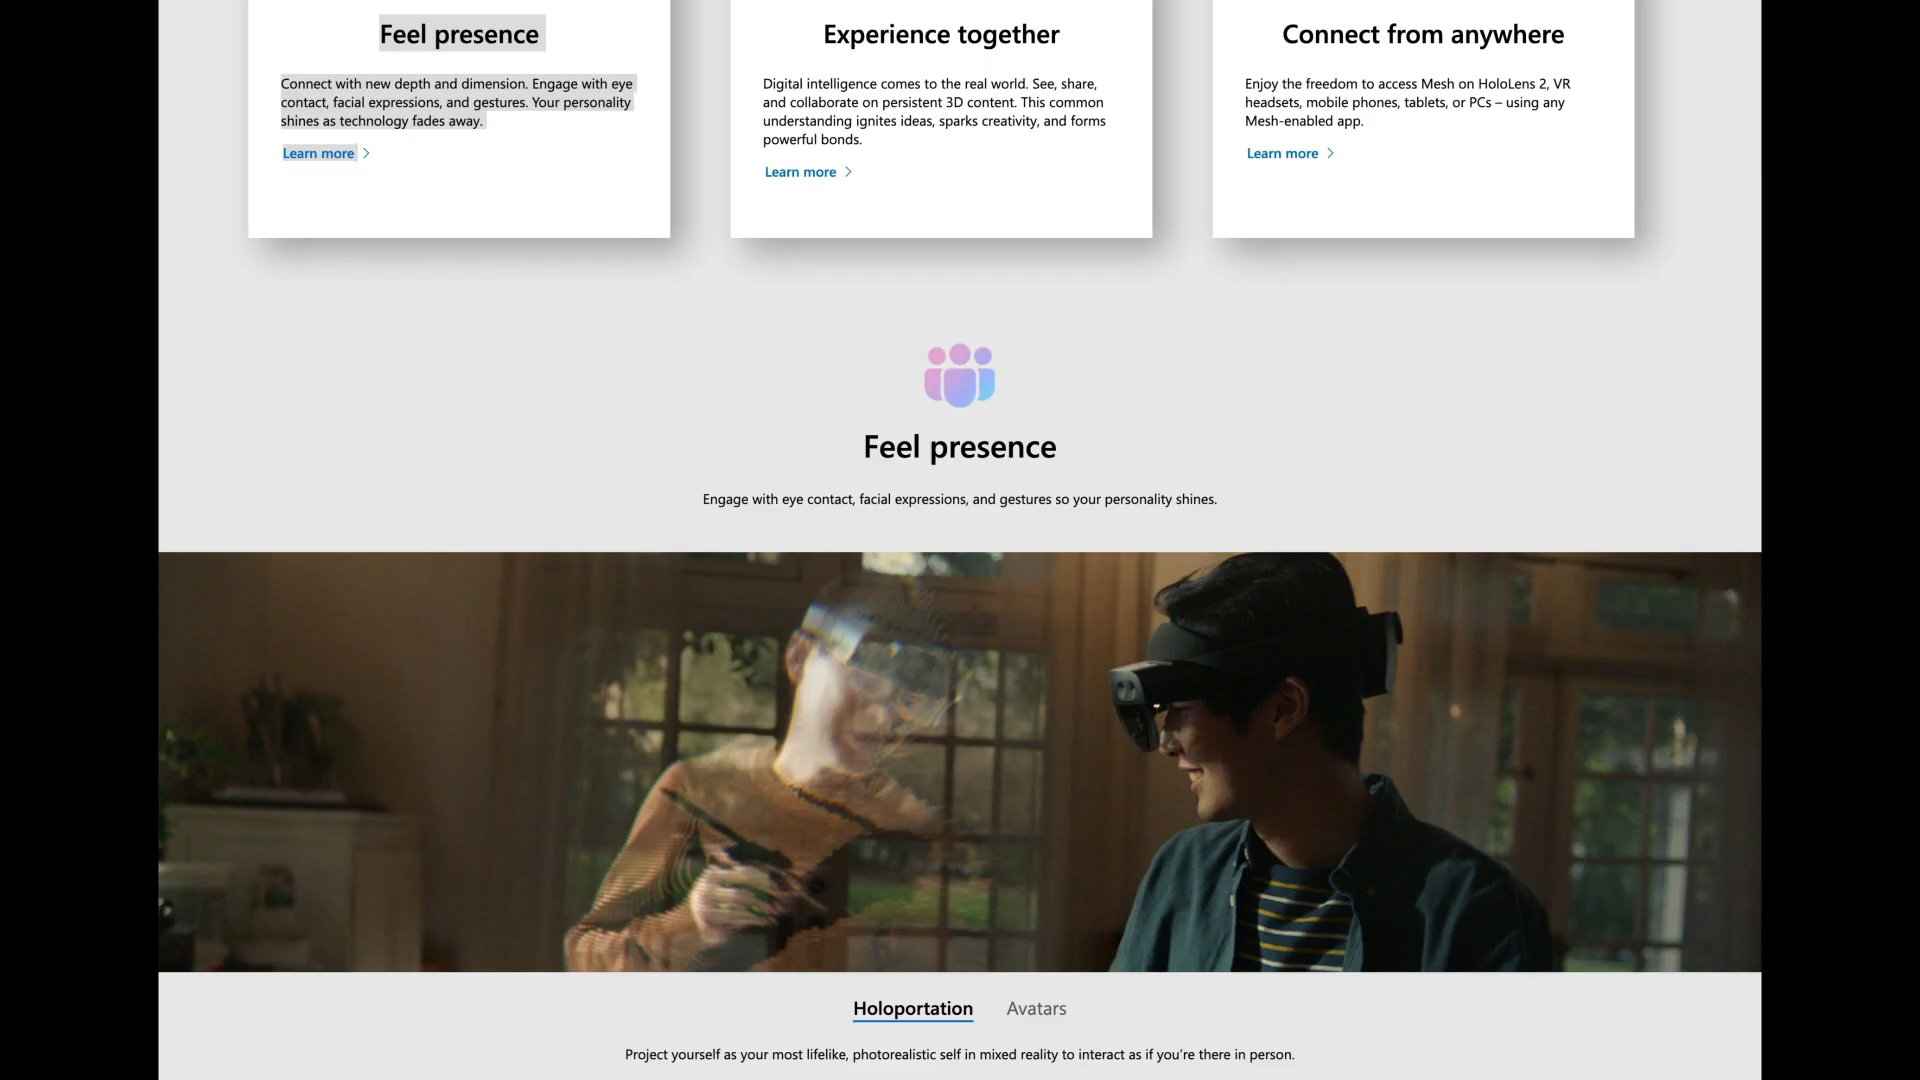 Feel presence
Connect with new depth and dimension. Engage with eye
contact, facial expressions, and gestures. Your personality
shines as technology fades away.
Learn more
Experience together
Digital intelligence comes to the real world. See, share,
and collaborate on persistent 3D content. This common
understanding ignites ideas, sparks creativity, and forms
powerful bonds.
Learn more
Connect from anywhere
Enjoy the freedom to access Mesh on HoloLens 2, VR
headsets, mobile phones, tablets, or PCs – using any
Mesh-enabled app.
Learn more
Feel presence
Engage with eye contact, facial expressions, and gestures so your personality shines.
Holoportation
Avatars
Project yourself as your most lifelike, photorealistic self in mixed reality to interact as if you’re there in person.